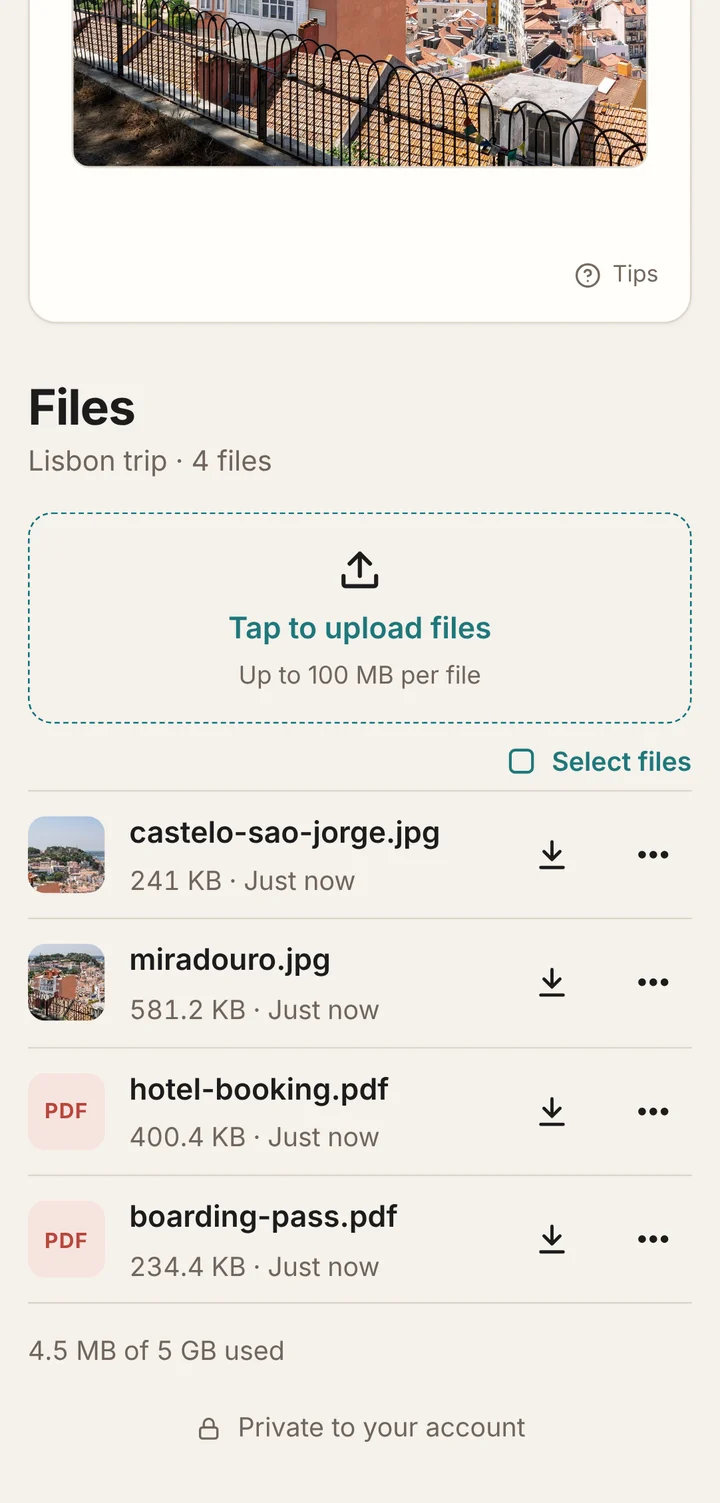 Tips
Files
Lisbon trip · 4 files
Tap to upload files
Up to 100 MB per file
Select files
castelo-sao-jorge.jpg
241 KB · Just now
miradouro.jpg
581.2 KB · Just now
PDF
hotel-booking.pdf
400.4 KB · Just now
PDF
boarding-pass.pdf
234.4 KB · Just now
4.5 MB of 5 GB used
Private to your account